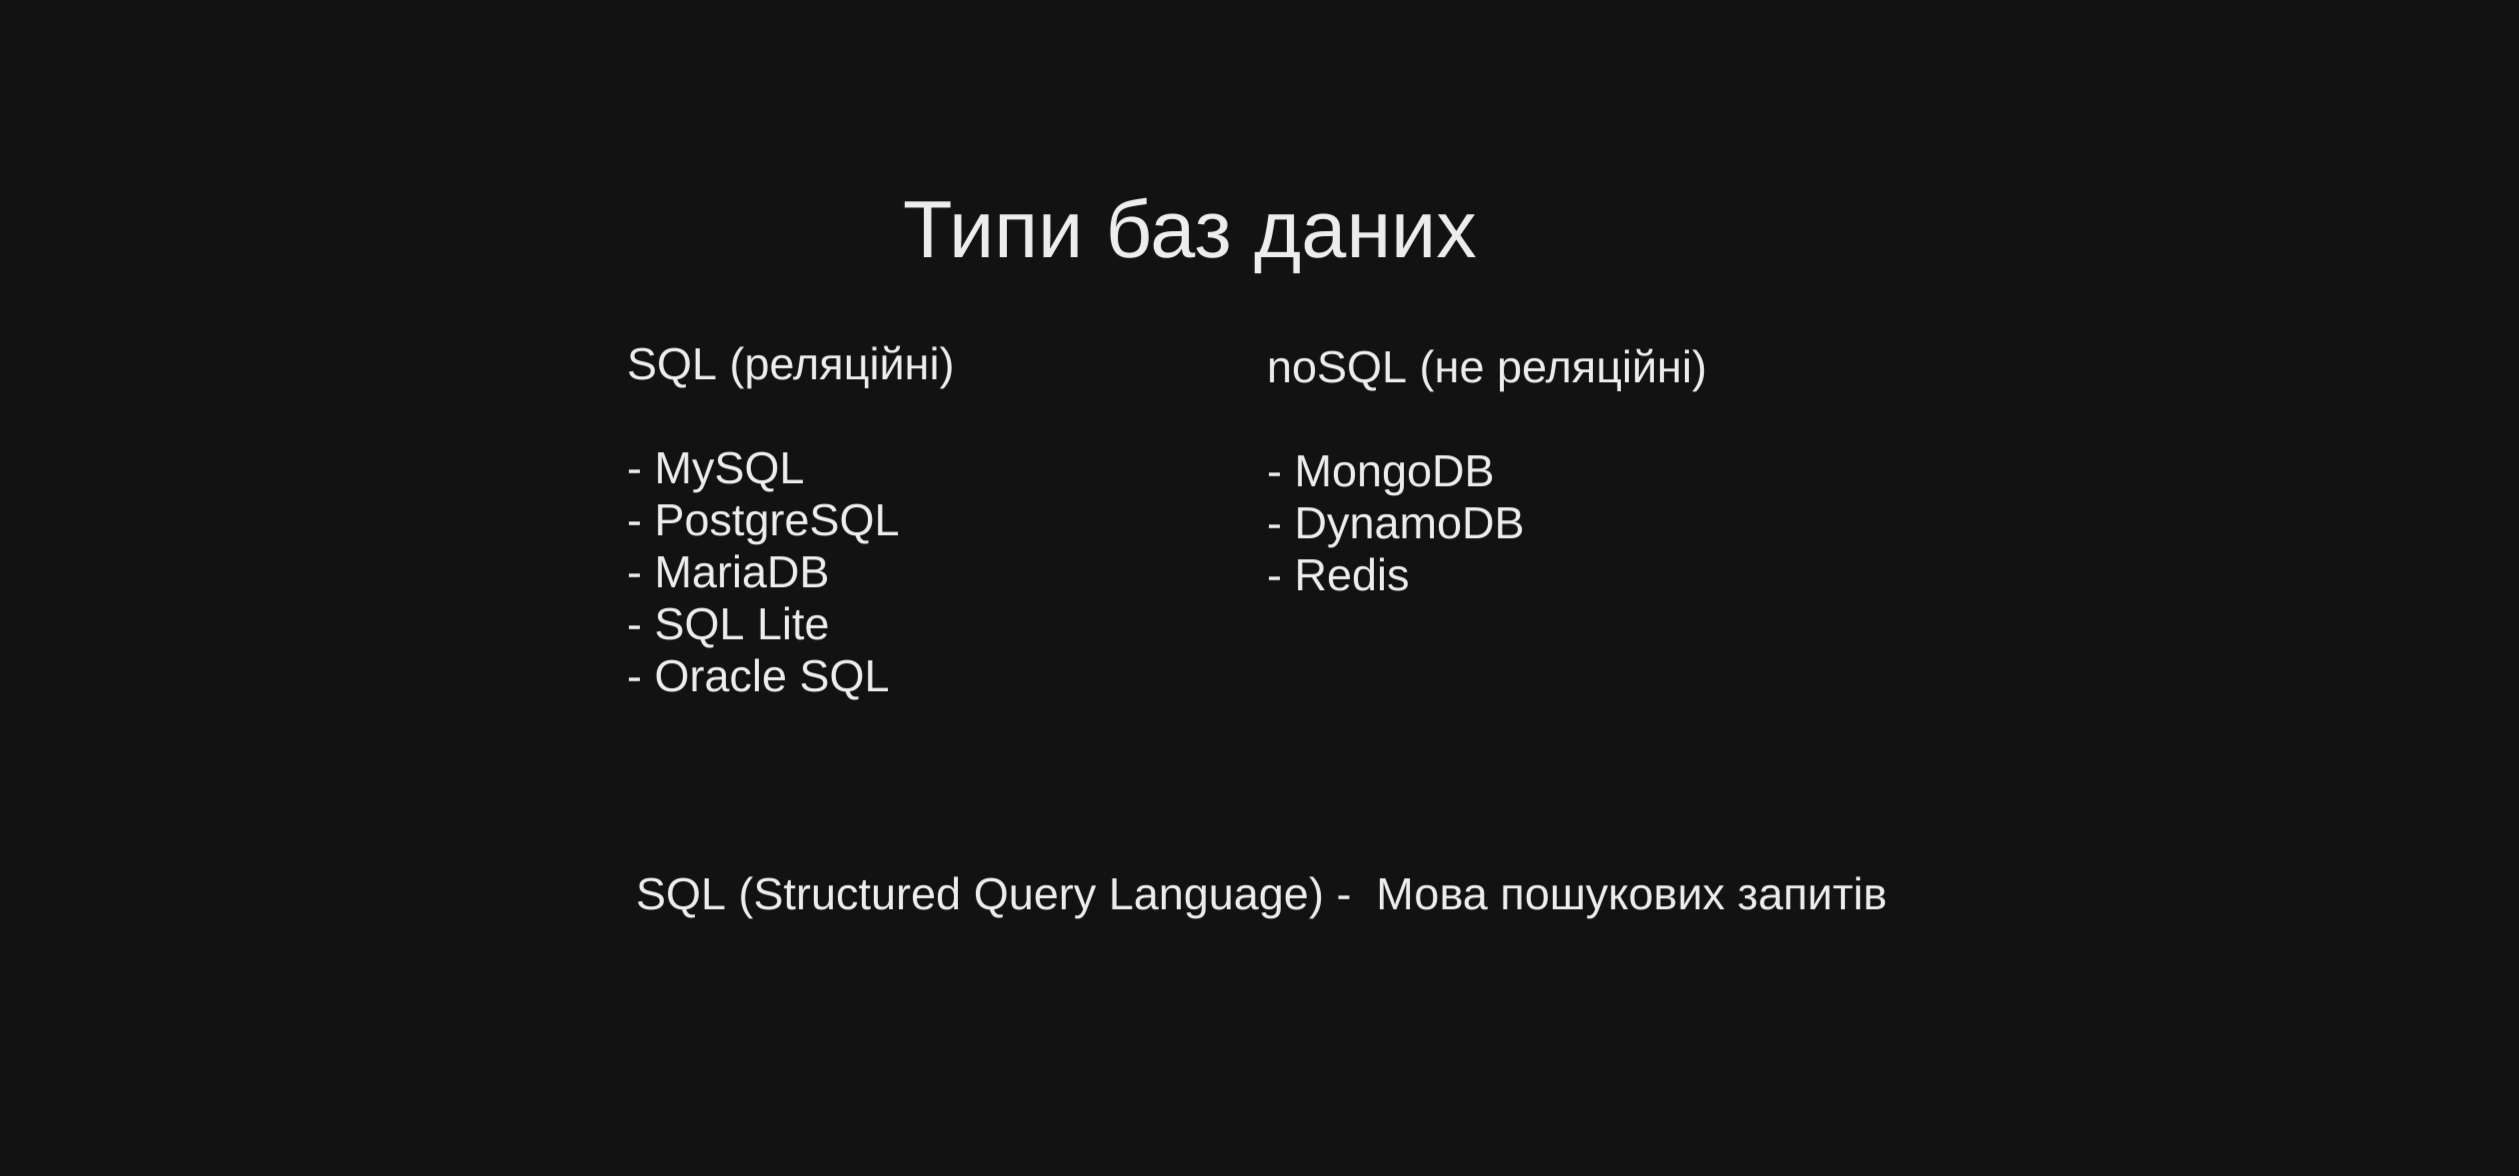 Типи баз даних
SQL (реляційні)
- MySQL
- PostgreSQL
- MariaDB
- SQL Lite
- Oracle SQL
noSQL (не реляційні)
- MongoDB
- DynamoDB
- Redis
SQL (Structured Query Language) -  Мова пошукових запитів